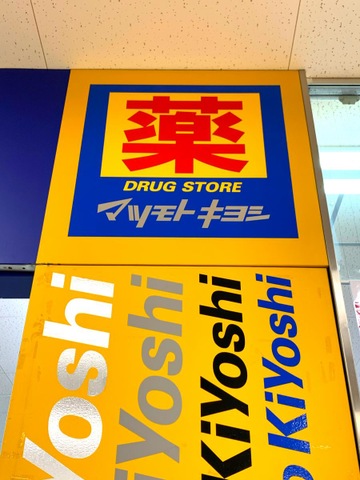 薬
DRUG STORE
マツモトキヨシ
Yoshi
iYoshi
KiYoshi
o KiYoshi